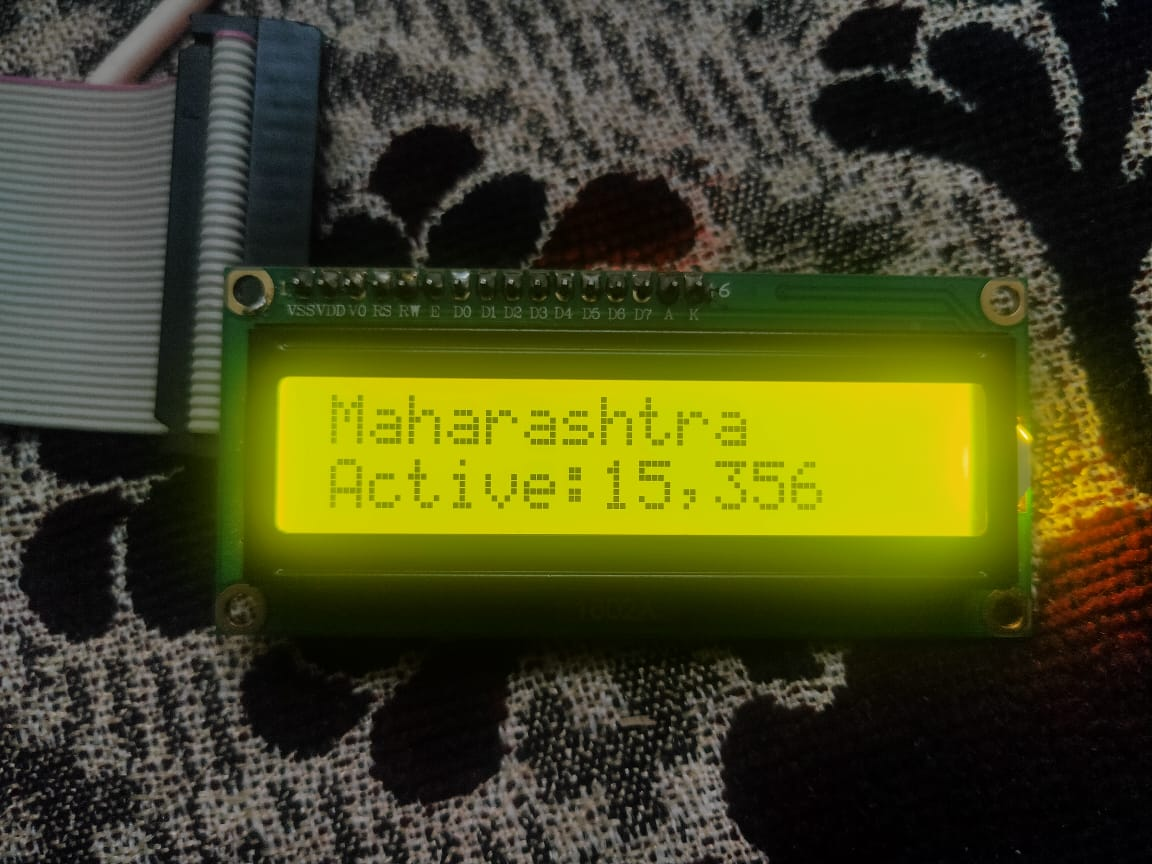 VSS VDD V0 RS RW E D0 D1 D2 D3 D4 D5 D6 D7 A K
Maharashtra
Active:15,356